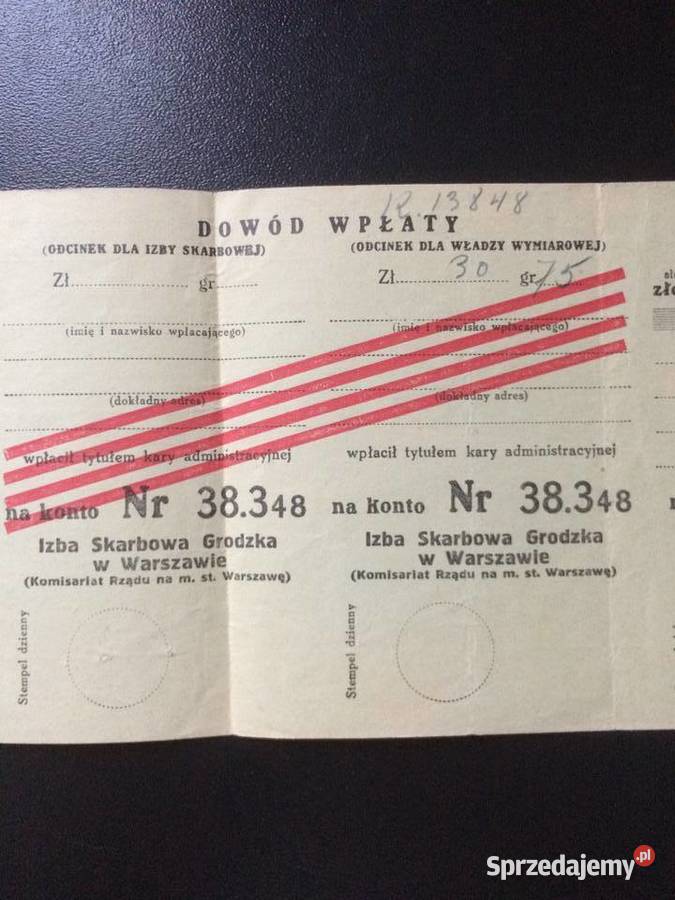 R. 13848
DOWÓD WPŁATY
(ODCINEK DLA IZBY SKARBOWEJ)
Zł gr
(imię i nazwisko wpłacającego)
(dokładny adres)
wpłacił tytułem kary administracyjnej
na konto Nr 38.348
Izba Skarbowa Grodzka
w Warszawie
(Komisariat Rządu na m. st. Warszawę)
Stempel dzienny
(ODCINEK DLA WŁADZY WYMIAROWEJ)
Zł 30 gr 75
(imię i nazwisko wpłacającego)
(dokładny adres)
wpłacił tytułem kary administracyjnej
na konto Nr 38.348
Izba Skarbowa Grodzka
w Warszawie
(Komisariat Rządu na m. st. Warszawę)
Stempel dzienny
Sprzedajemy.pl